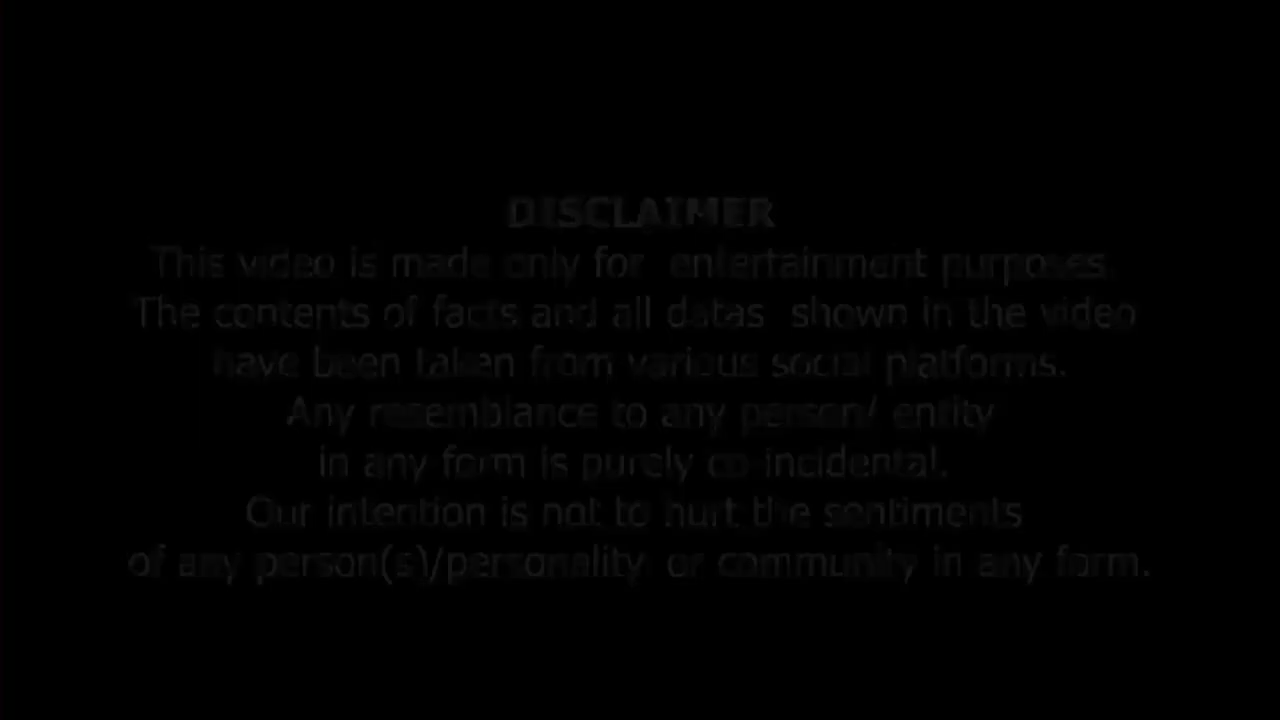 DISCLAIMER
This video is made only for entertainment purposes.
The contents of facts and all datas shown in the video
have been taken from various social platforms.
Any resemblance to any person/ entity
in any form is purely co-incidental.
Our intention is not to hurt the sentiments
of any person(s)/personality or community in any form.